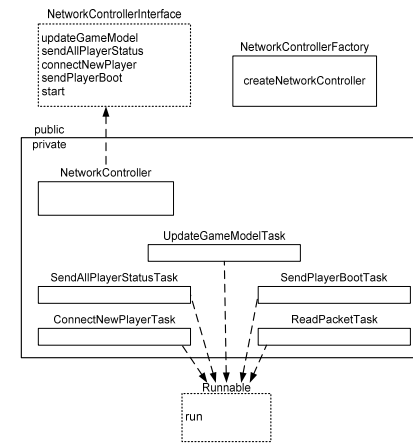 NetworkControllerInterface
updateGameModel
sendAllPlayerStatus
connectNewPlayer
sendPlayerBoot
start
NetworkControllerFactory
createNetworkController
public
private
NetworkController
UpdateGameModelTask
SendAllPlayerStatusTask
SendPlayerBootTask
ConnectNewPlayerTask
ReadPacketTask
Runnable
run